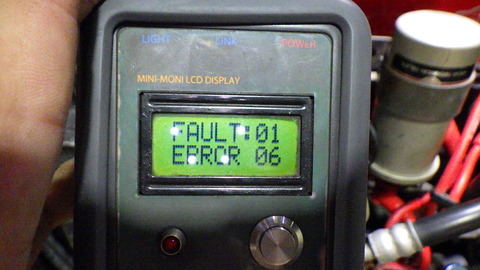 LIGHT LINK POWER
MINI-MONI LCD DISPLAY
FAULT:01
ERROR 06